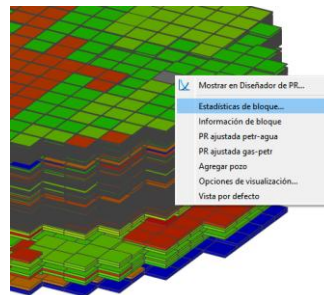 Mostrar en Diseñador de PR...
Estadísticas de bloque...
Información de bloque
PR ajustada petr-agua
PR ajustada gas-petr
Agregar pozo
Opciones de visualización...
Vista por defecto